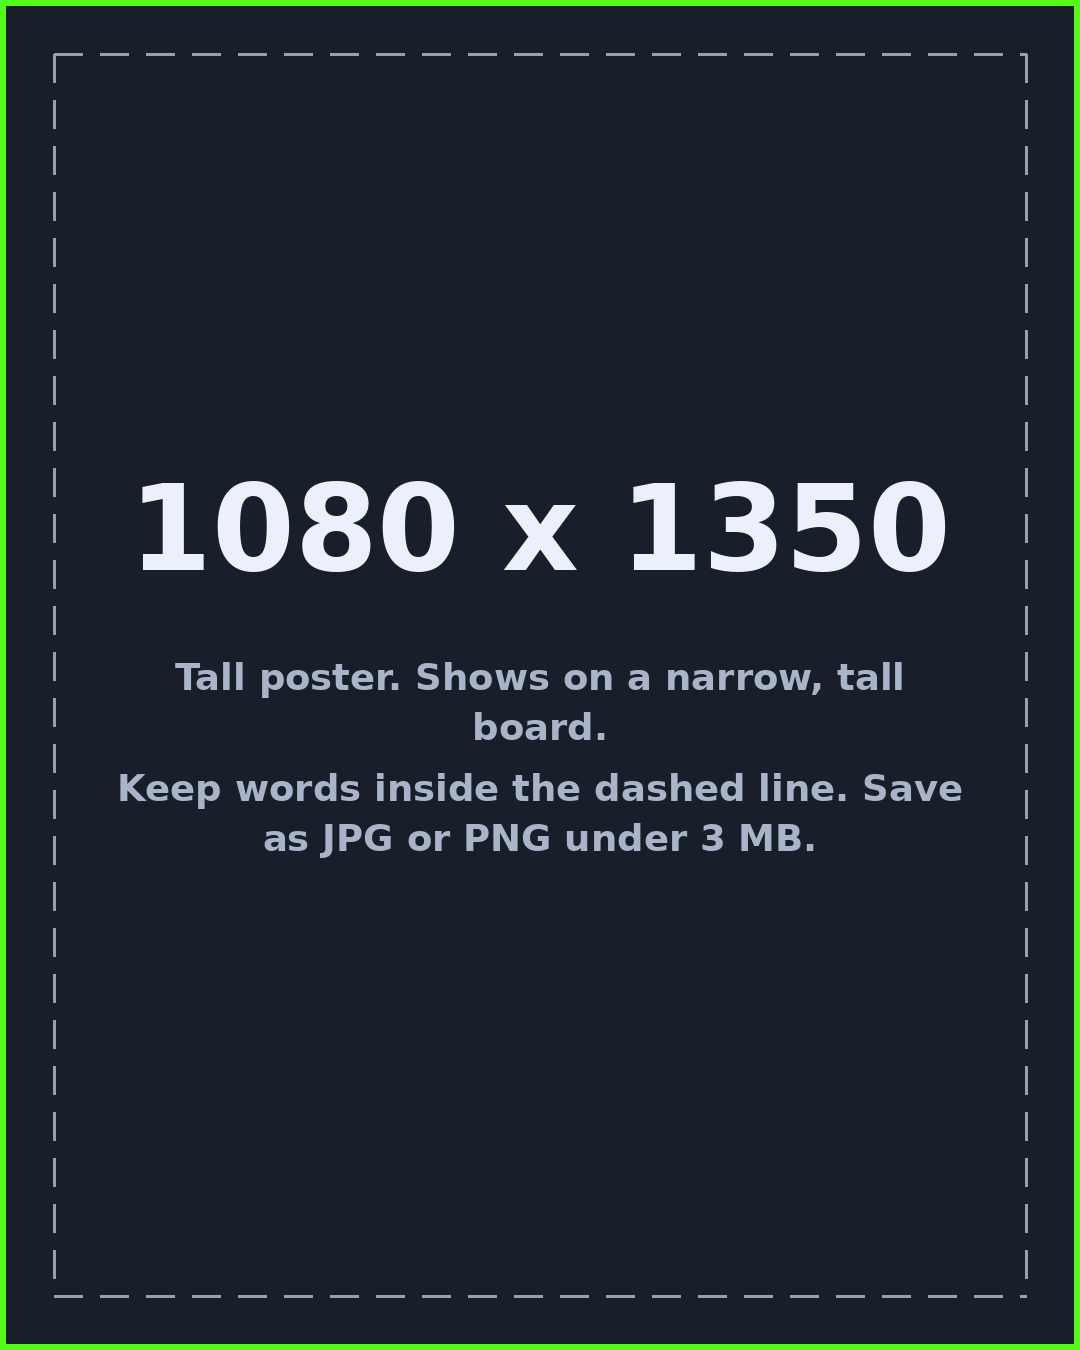 1080 x 1350
Tall poster. Shows on a narrow, tall
board.
Keep words inside the dashed line. Save
as JPG or PNG under 3 MB.